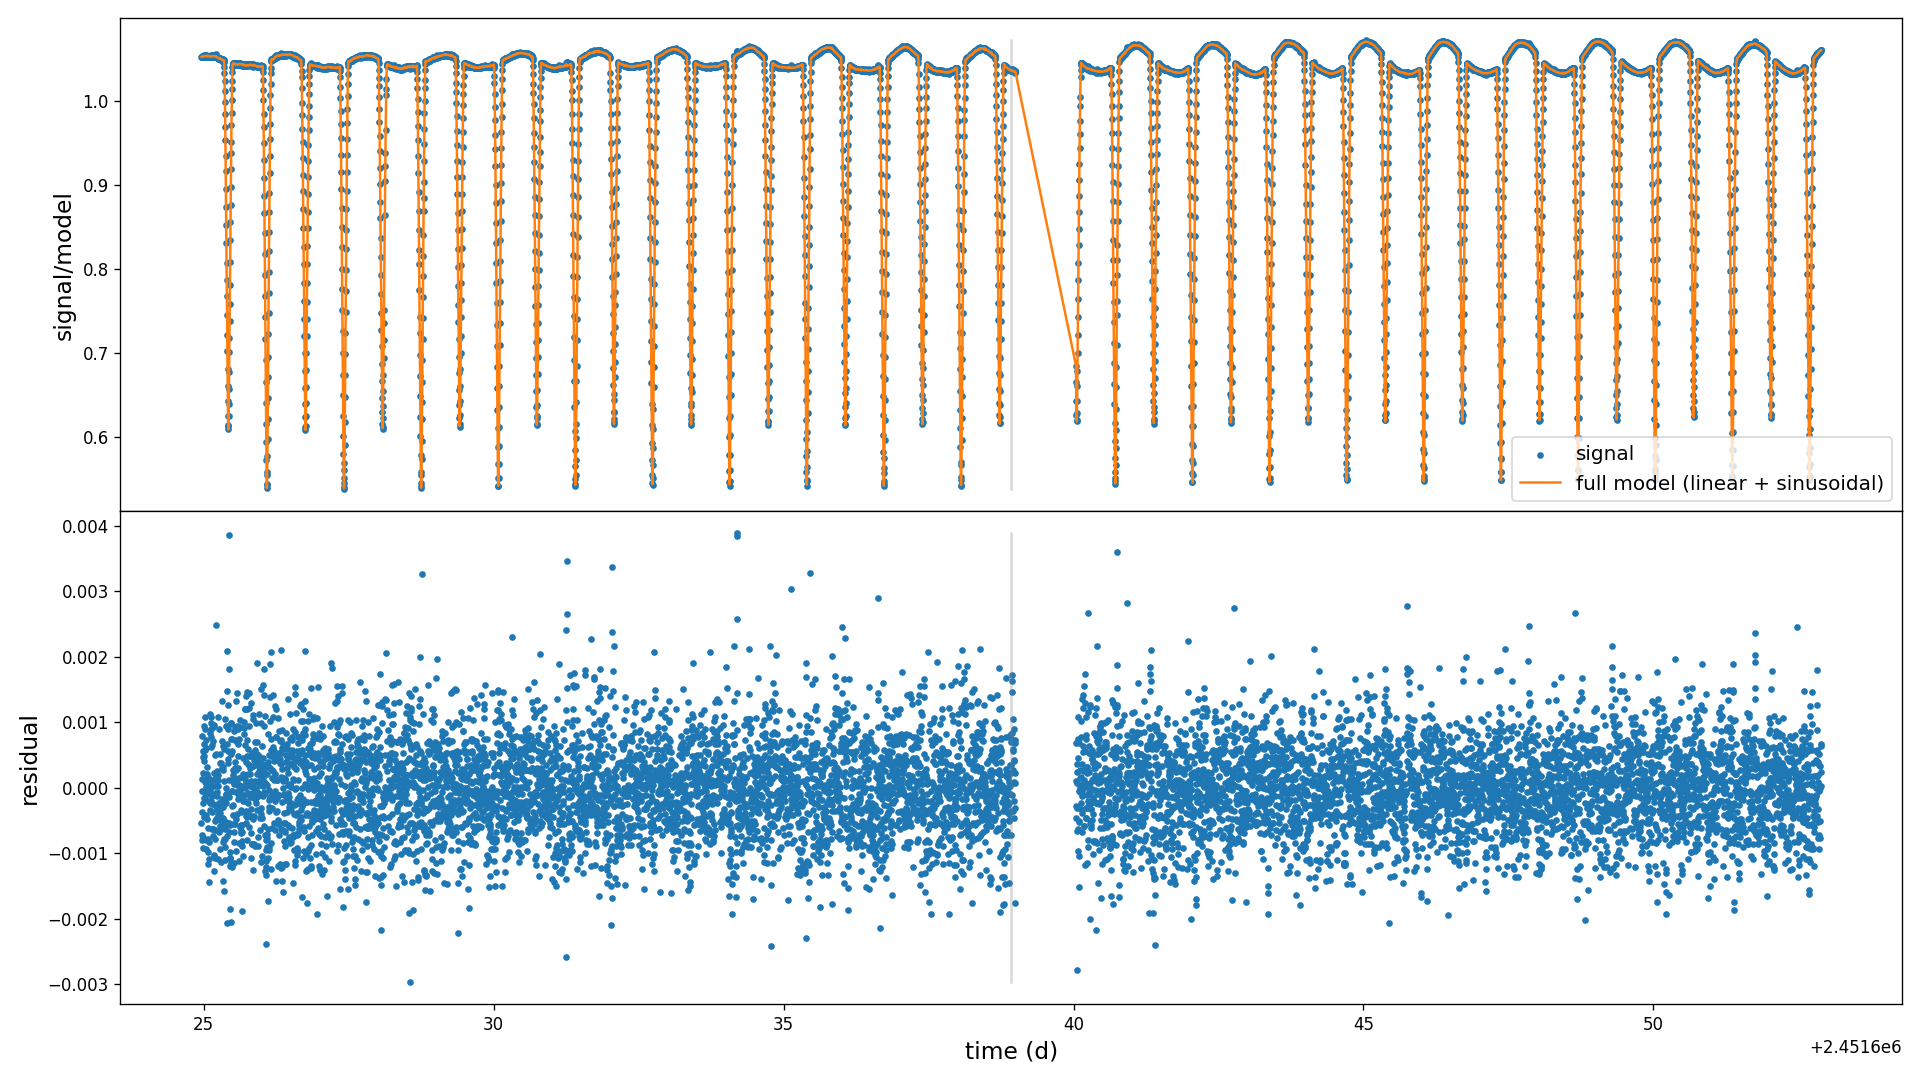 signal/model
1.0
0.9
0.8
0.7
0.6
signal
full model (linear + sinusoidal)
residual
0.004
0.003
0.002
0.001
0.000
−0.001
−0.002
−0.003
25 30 35 40 45 50
time (d)
+2.4516e6